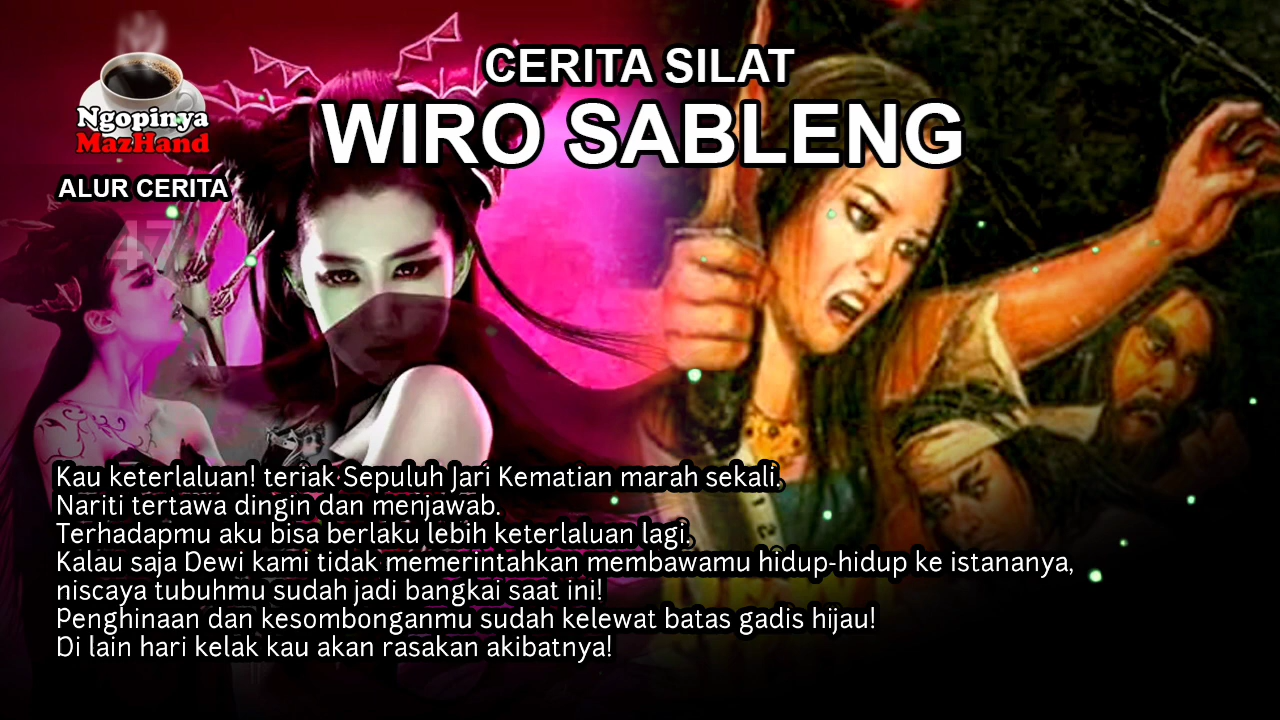 CERITA SILAT
WIRO SABLENG
Ngopinya
MazHand
ALUR CERITA
47
Kau keterlaluan! teriak Sepuluh Jari Kematian marah sekali.
Nariti tertawa dingin dan menjawab.
Terhadapmu aku bisa berlaku lebih keterlaluan lagi.
Kalau saja Dewi kami tidak memerintahkan membawamu hidup-hidup ke istananya,
niscaya tubuhmu sudah jadi bangkai saat ini!
Penghinaan dan kesombonganmu sudah kelewat batas gadis hijau!
Di lain hari kelak kau akan rasakan akibatnya!